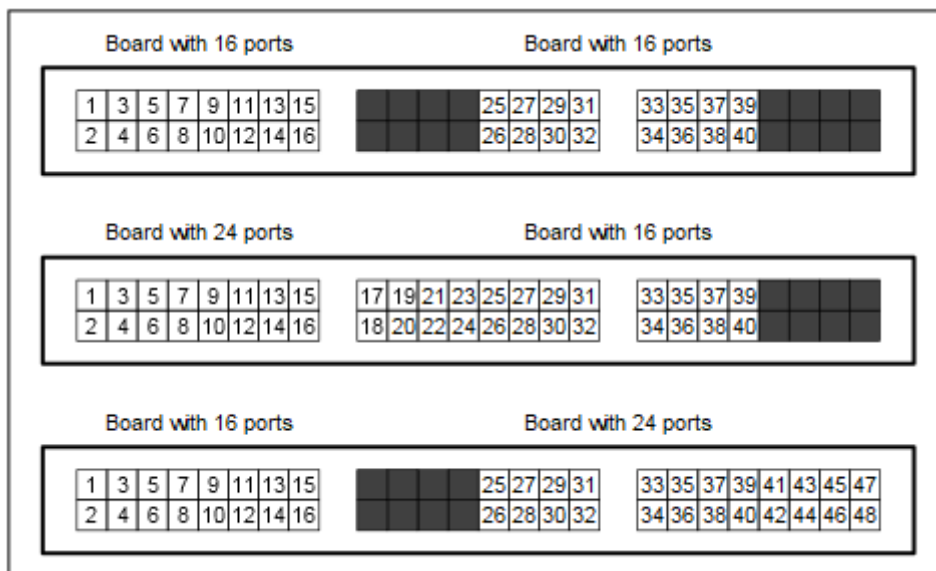 Board with 16 ports Board with 16 ports
1 3 5 7 9 11 13 15 25 27 29 31 33 35 37 39
2 4 6 8 10 12 14 16 26 28 30 32 34 36 38 40
Board with 24 ports Board with 16 ports
1 3 5 7 9 11 13 15 17 19 21 23 25 27 29 31 33 35 37 39
2 4 6 8 10 12 14 16 18 20 22 24 26 28 30 32 34 36 38 40
Board with 16 ports Board with 24 ports
1 3 5 7 9 11 13 15 25 27 29 31 33 35 37 39 41 43 45 47
2 4 6 8 10 12 14 16 26 28 30 32 34 36 38 40 42 44 46 48